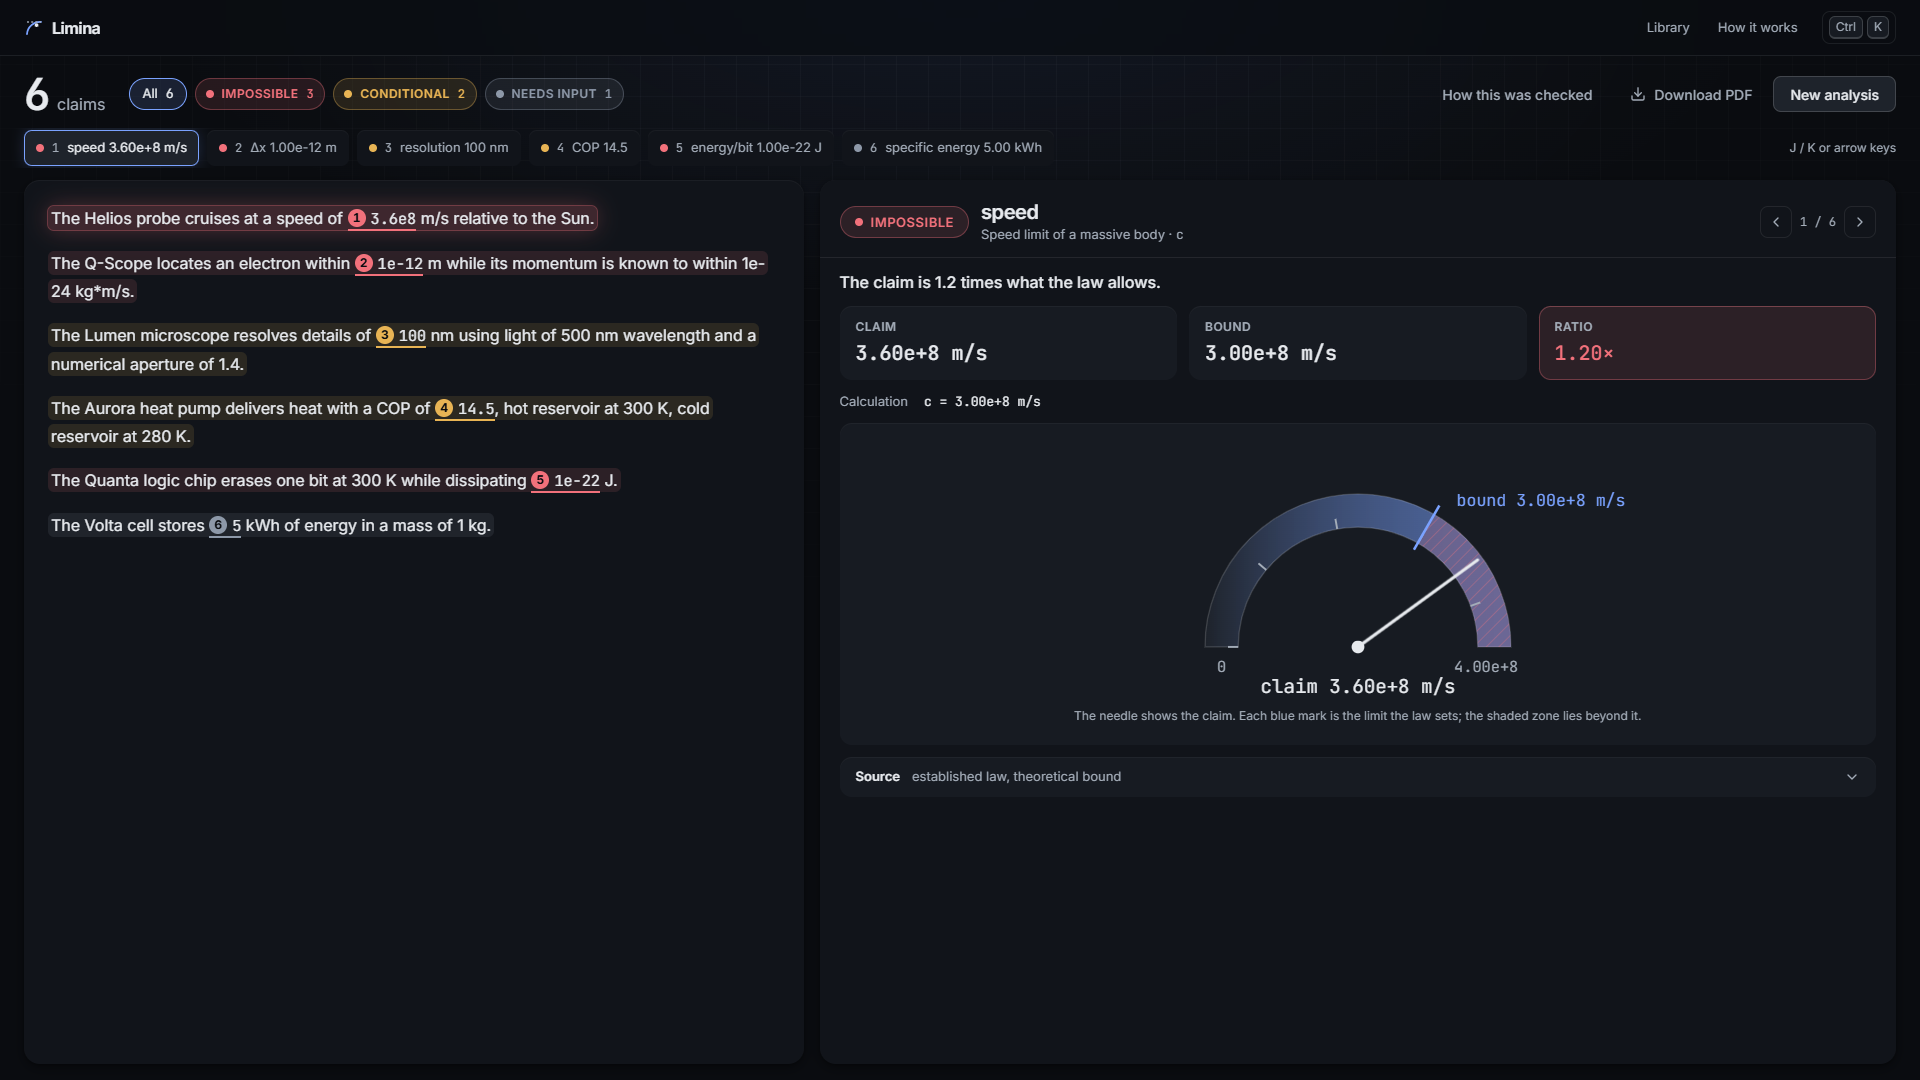 Limina
Library
How it works
Ctrl K
6 claims
All 6
IMPOSSIBLE 3
CONDITIONAL 2
NEEDS INPUT 1
How this was checked
Download PDF
New analysis
1 speed 3.60e+8 m/s
2 Δx 1.00e-12 m
3 resolution 100 nm
4 COP 14.5
5 energy/bit 1.00e-22 J
6 specific energy 5.00 kWh
J / K or arrow keys
The Helios probe cruises at a speed of 1 3.6e8 m/s relative to the Sun.
The Q-Scope locates an electron within 2 1e-12 m while its momentum is known to within 1e-
24 kg*m/s.
The Lumen microscope resolves details of 3 100 nm using light of 500 nm wavelength and a
numerical aperture of 1.4.
The Aurora heat pump delivers heat with a COP of 4 14.5, hot reservoir at 300 K, cold
reservoir at 280 K.
The Quanta logic chip erases one bit at 300 K while dissipating 5 1e-22 J.
The Volta cell stores 6 5 kWh of energy in a mass of 1 kg.
IMPOSSIBLE
speed
Speed limit of a massive body · c
1 / 6
The claim is 1.2 times what the law allows.
CLAIM
3.60e+8 m/s
BOUND
3.00e+8 m/s
RATIO
1.20×
Calculation c = 3.00e+8 m/s
bound 3.00e+8 m/s
0
4.00e+8
claim 3.60e+8 m/s
The needle shows the claim. Each blue mark is the limit the law sets; the shaded zone lies beyond it.
Source established law, theoretical bound